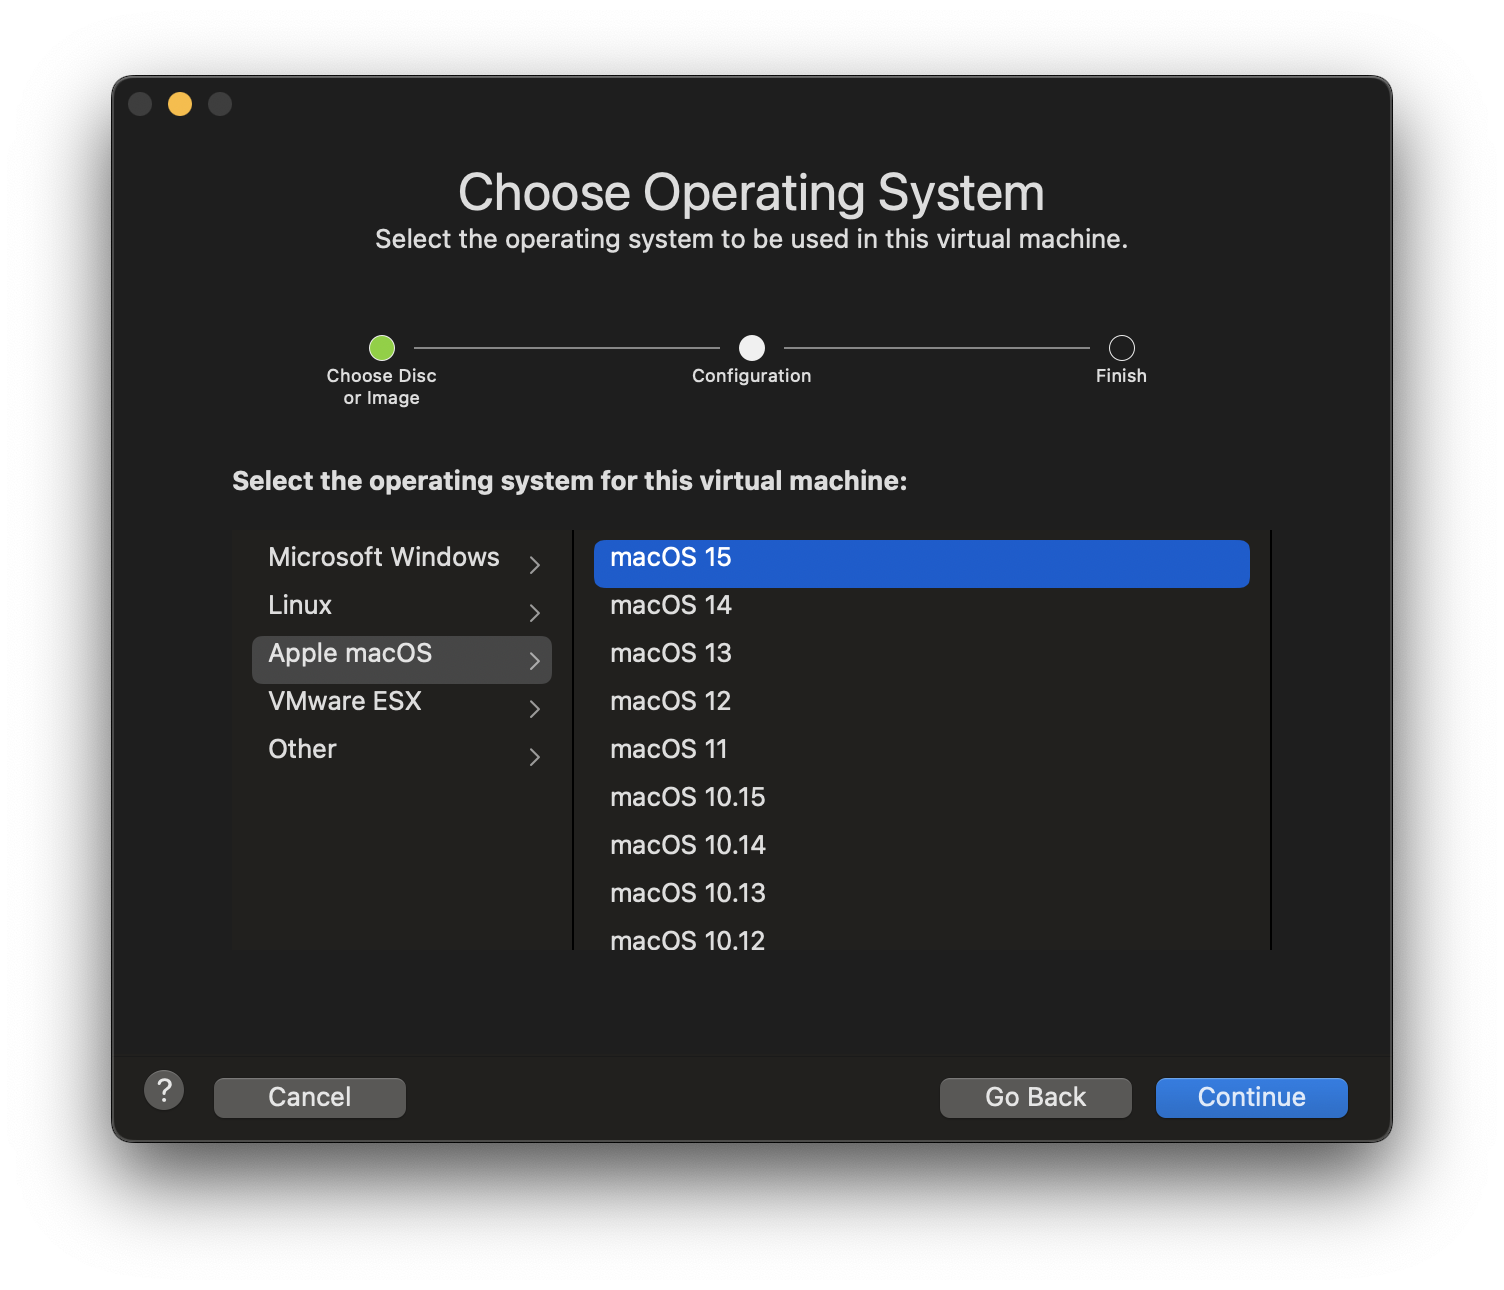 Choose Operating System
Select the operating system to be used in this virtual machine.
Choose Disc
or Image
Configuration
Finish
Select the operating system for this virtual machine:
Microsoft Windows
Linux
Apple macOS
VMware ESX
Other
macOS 15
macOS 14
macOS 13
macOS 12
macOS 11
macOS 10.15
macOS 10.14
macOS 10.13
macOS 10.12
?
Cancel
Go Back
Continue